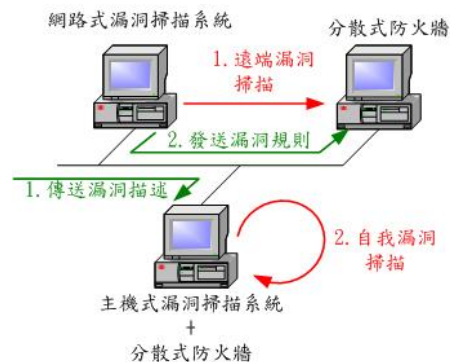 網路式漏洞掃描系統
分散式防火牆
1.遠端漏洞
掃描
2.發送漏洞規則
1.傳送漏洞描述
2.自我漏洞
掃描
主機式漏洞掃描系統
+
分散式防火牆